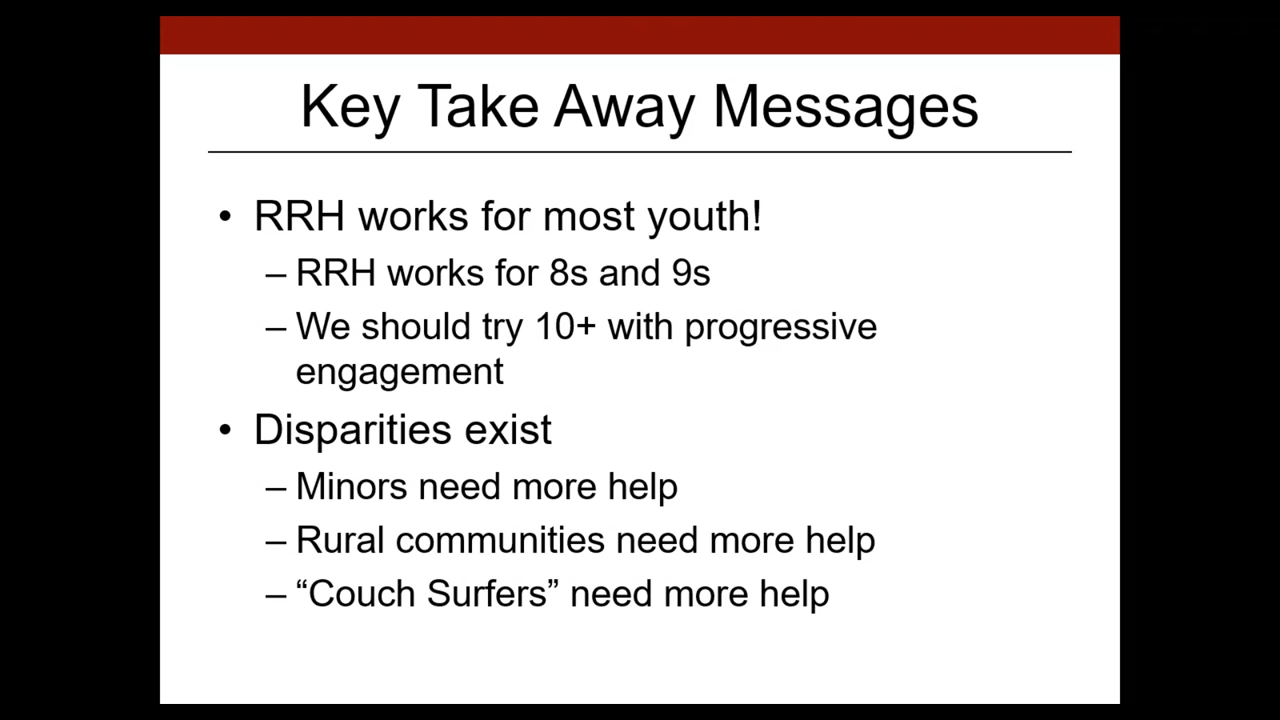 Key Take Away Messages
• RRH works for most youth!
– RRH works for 8s and 9s
– We should try 10+ with progressive
engagement
• Disparities exist
– Minors need more help
– Rural communities need more help
– “Couch Surfers” need more help